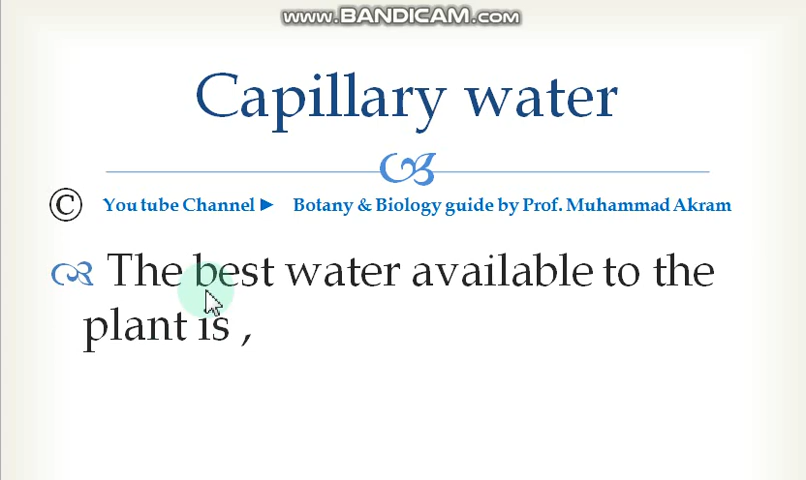 www.BANDICAM.com
Capillary water
© You tube Channel ► Botany & Biology guide by Prof. Muhammad Akram
The best water available to the
plant is ,